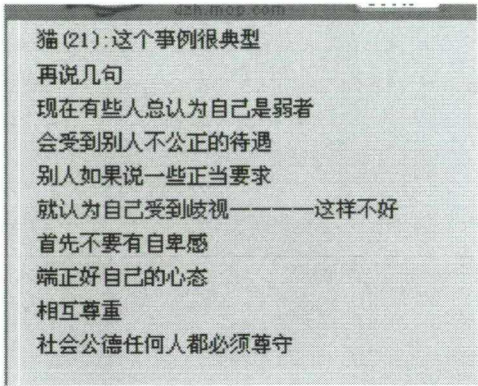 dzh.mop.com
猫(21):这个事例很典型
再说几句
现在有些人总认为自己是弱者
会受到别人不公正的待遇
别人如果说一些正当要求
就认为自己受到歧视————这样不好
首先不要有自卑感
端正好自己的心态
相互尊重
社会公德任何人都必须尊守